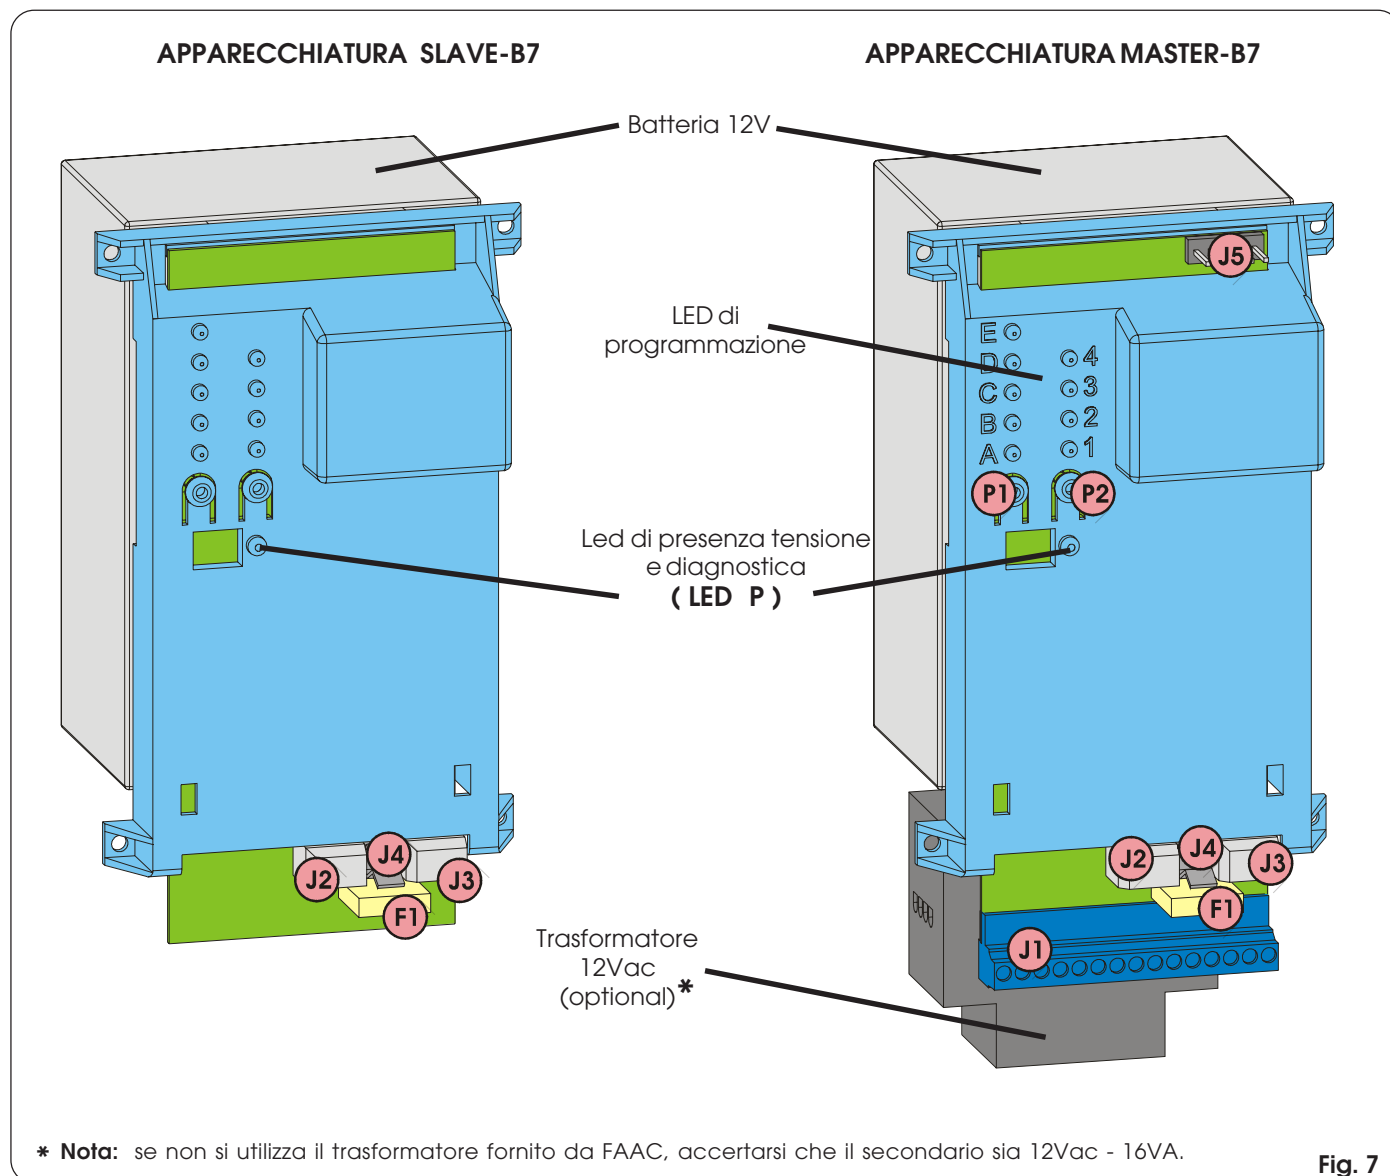 APPARECCHIATURA SLAVE-B7
APPARECCHIATURA MASTER-B7
Batteria 12V
J5
LED di
programmazione
E
D
C
B
A
4
3
2
1
P1
P2
Led di presenza tensione
e diagnostica
( LED P )
J2
J4
J3
F1
J2
J4
J3
F1
J1
Trasformatore
12Vac
(optional)*
* Nota: se non si utilizza il trasformatore fornito da FAAC, accertarsi che il secondario sia 12Vac - 16VA.
Fig. 7